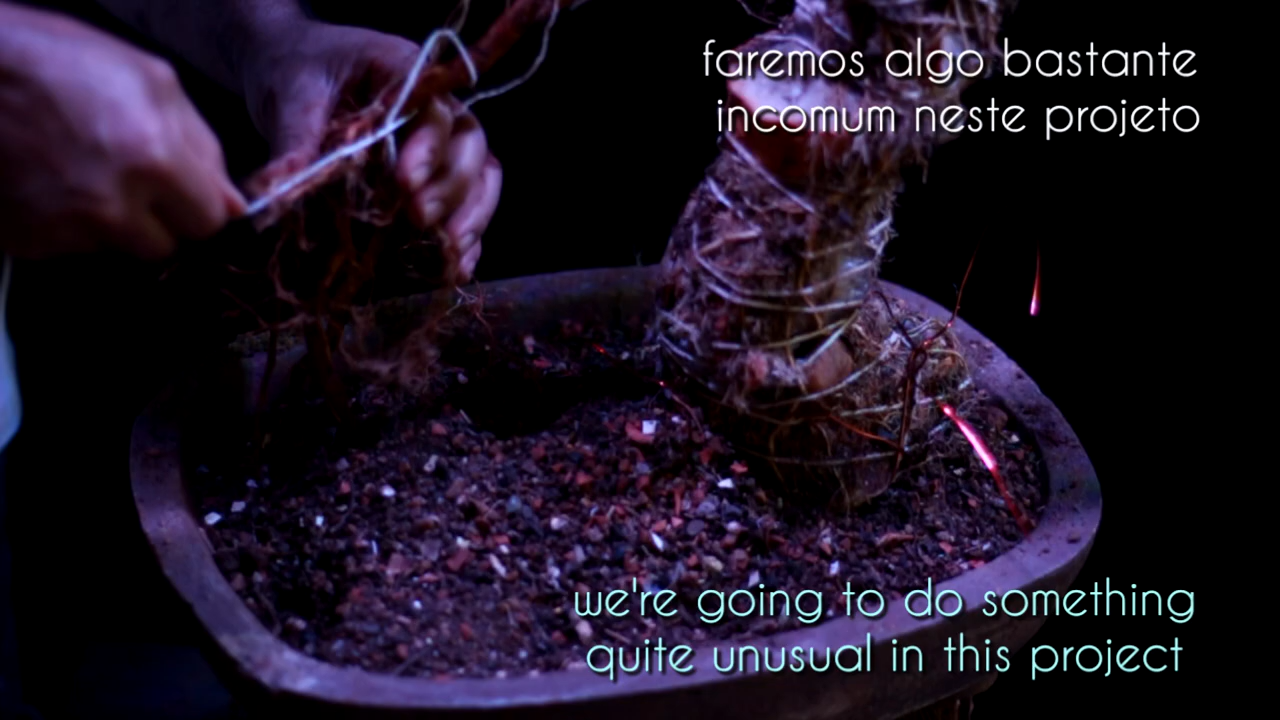 faremos algo bastante
incomum neste projeto
we're going to do something
quite unusual in this project